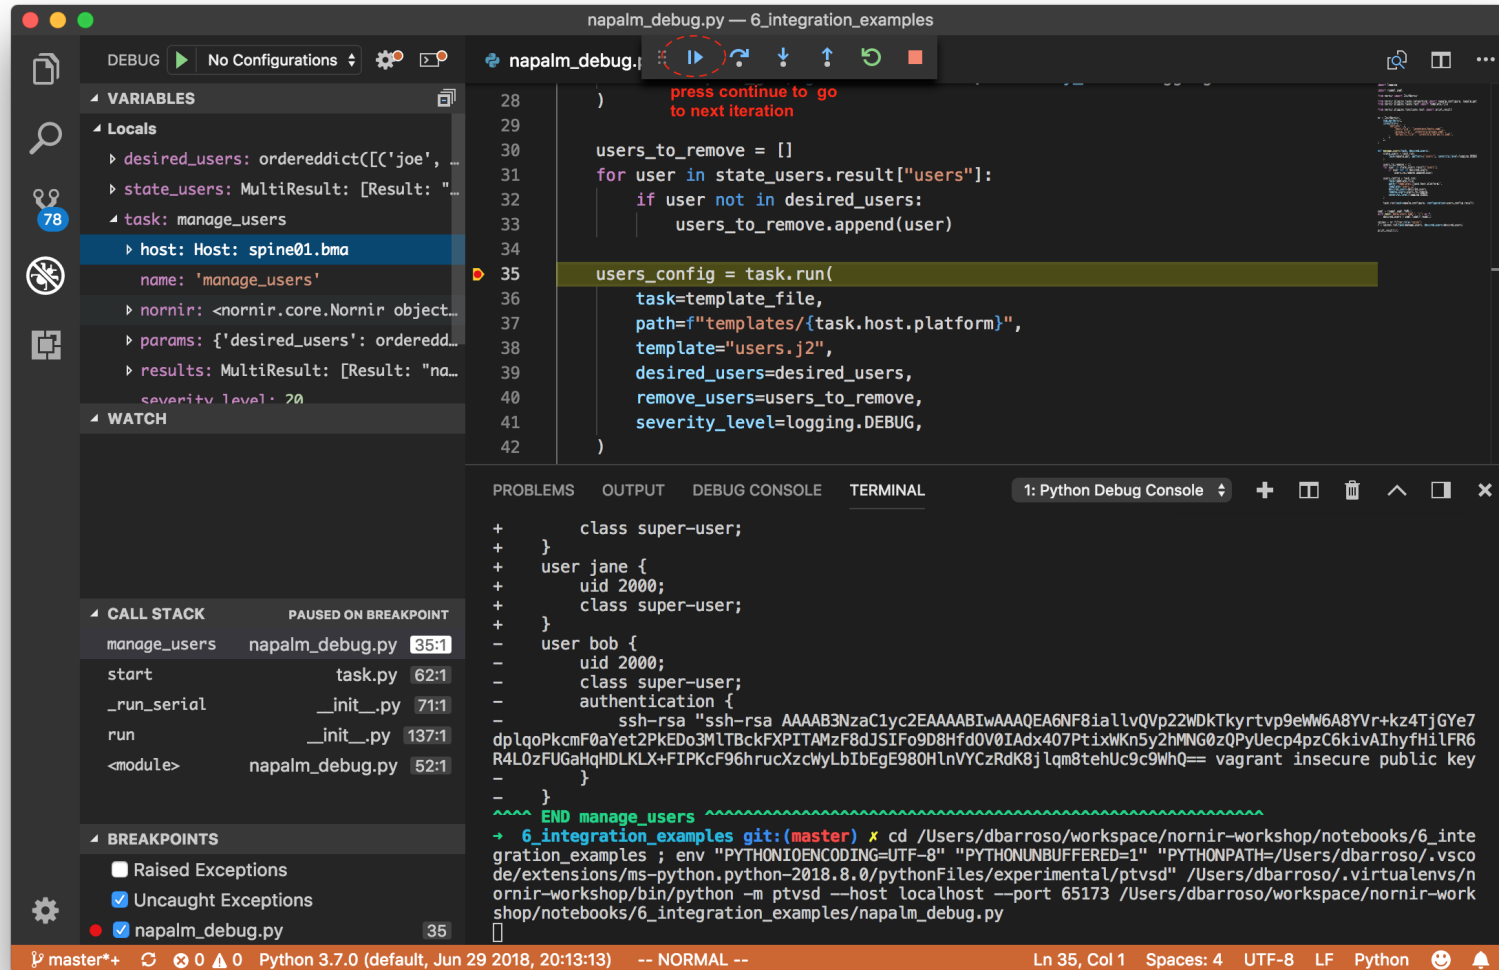 napalm_debug.py — 6_integration_examples
DEBUG No Configurations
VARIABLES
Locals
desired_users: ordereddict([('joe', …
state_users: MultiResult: [Result: "…
task: manage_users
host: Host: spine01.bma
name: 'manage_users'
nornir: <nornir.core.Nornir object…
params: {'desired_users': orderedd…
results: MultiResult: [Result: "na…
severity_level: 20
WATCH
CALL STACK PAUSED ON BREAKPOINT
manage_users napalm_debug.py 35:1
start task.py 62:1
_run_serial __init__.py 71:1
run __init__.py 137:1
<module> napalm_debug.py 52:1
BREAKPOINTS
Raised Exceptions
Uncaught Exceptions
napalm_debug.py 35
78
napalm_debug.p
press continue to go
to next iteration
28 )
29
30 users_to_remove = []
31 for user in state_users.result["users"]:
32 if user not in desired_users:
33 users_to_remove.append(user)
34
35 users_config = task.run(
36 task=template_file,
37 path=f"templates/{task.host.platform}",
38 template="users.j2",
39 desired_users=desired_users,
40 remove_users=users_to_remove,
41 severity_level=logging.DEBUG,
42 )
PROBLEMS OUTPUT DEBUG CONSOLE TERMINAL 1: Python Debug Console
+ class super-user;
+ }
+ user jane {
+ uid 2000;
+ class super-user;
+ }
- user bob {
- uid 2000;
- class super-user;
- authentication {
- ssh-rsa "ssh-rsa AAAAB3NzaC1yc2EAAAABIwAAAQEA6NF8iallvQVp22WDkTkyrtvp9eWW6A8YVr+kz4TjGYe7
dplqoPkcmF0aYet2PkEDo3MlTBckFXPITAMzF8dJSIFo9D8HfdOV0IAdx4O7PtixWKn5y2hMNG0zQPyUecp4pzC6kivAIhyfHilFR6
R4LOzFUGaHqHDLKLX+FIPKcF96hrucXzcWyLbIbEgE98OHlnVYCzRdK8jlqm8tehUc9c9WhQ== vagrant insecure public key
- }
- }
^^^^ END manage_users ^^^^^^^^^^^^^^^^^^^^^^^^^^^^^^^^^^^^^^^^^^^^^^^^^^^^^^^^^
→ 6_integration_examples git:(master) ✗ cd /Users/dbarroso/workspace/nornir-workshop/notebooks/6_inte
gration_examples ; env "PYTHONIOENCODING=UTF-8" "PYTHONUNBUFFERED=1" "PYTHONPATH=/Users/dbarroso/.vsco
de/extensions/ms-python.python-2018.8.0/pythonFiles/experimental/ptvsd" /Users/dbarroso/.virtualenvs/n
ornir-workshop/bin/python -m ptvsd --host localhost --port 65173 /Users/dbarroso/workspace/nornir-work
shop/notebooks/6_integration_examples/napalm_debug.py
master*+ 0 0 Python 3.7.0 (default, Jun 29 2018, 20:13:13) -- NORMAL -- Ln 35, Col 1 Spaces: 4 UTF-8 LF Python